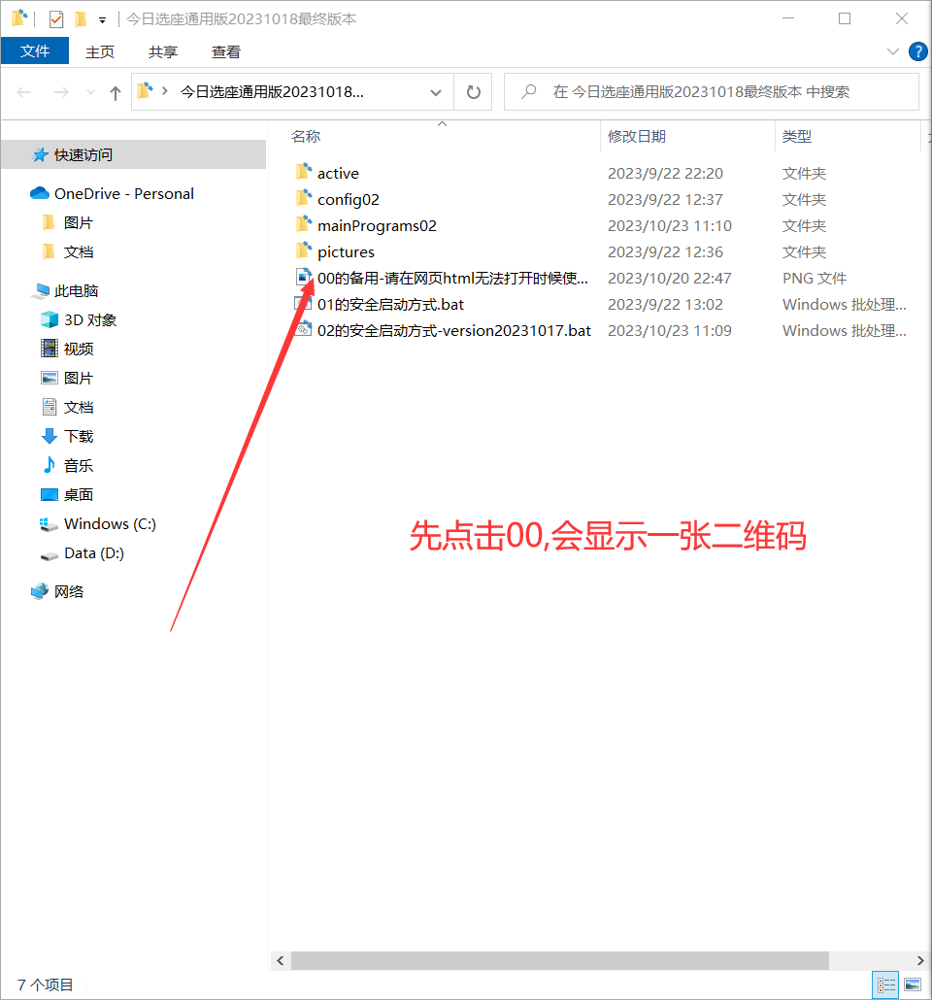 今日选座通用版20231018最终版本
文件 主页 共享 查看
今日选座通用版20231018... 在 今日选座通用版20231018最终版本 中搜索
名称 修改日期 类型
快速访问
OneDrive - Personal
图片
文档
此电脑
3D 对象
视频
图片
文档
下载
音乐
桌面
Windows (C:)
Data (D:)
网络
active 2023/9/22 22:20 文件夹
config02 2023/9/22 12:37 文件夹
mainPrograms02 2023/10/23 11:10 文件夹
pictures 2023/9/22 12:36 文件夹
00的备用-请在网页html无法打开时候使... 2023/10/20 22:47 PNG 文件
01的安全启动方式.bat 2023/9/22 13:02 Windows 批处理...
02的安全启动方式-version20231017.bat 2023/10/23 11:09 Windows 批处理...
先点击00,会显示一张二维码
7 个项目